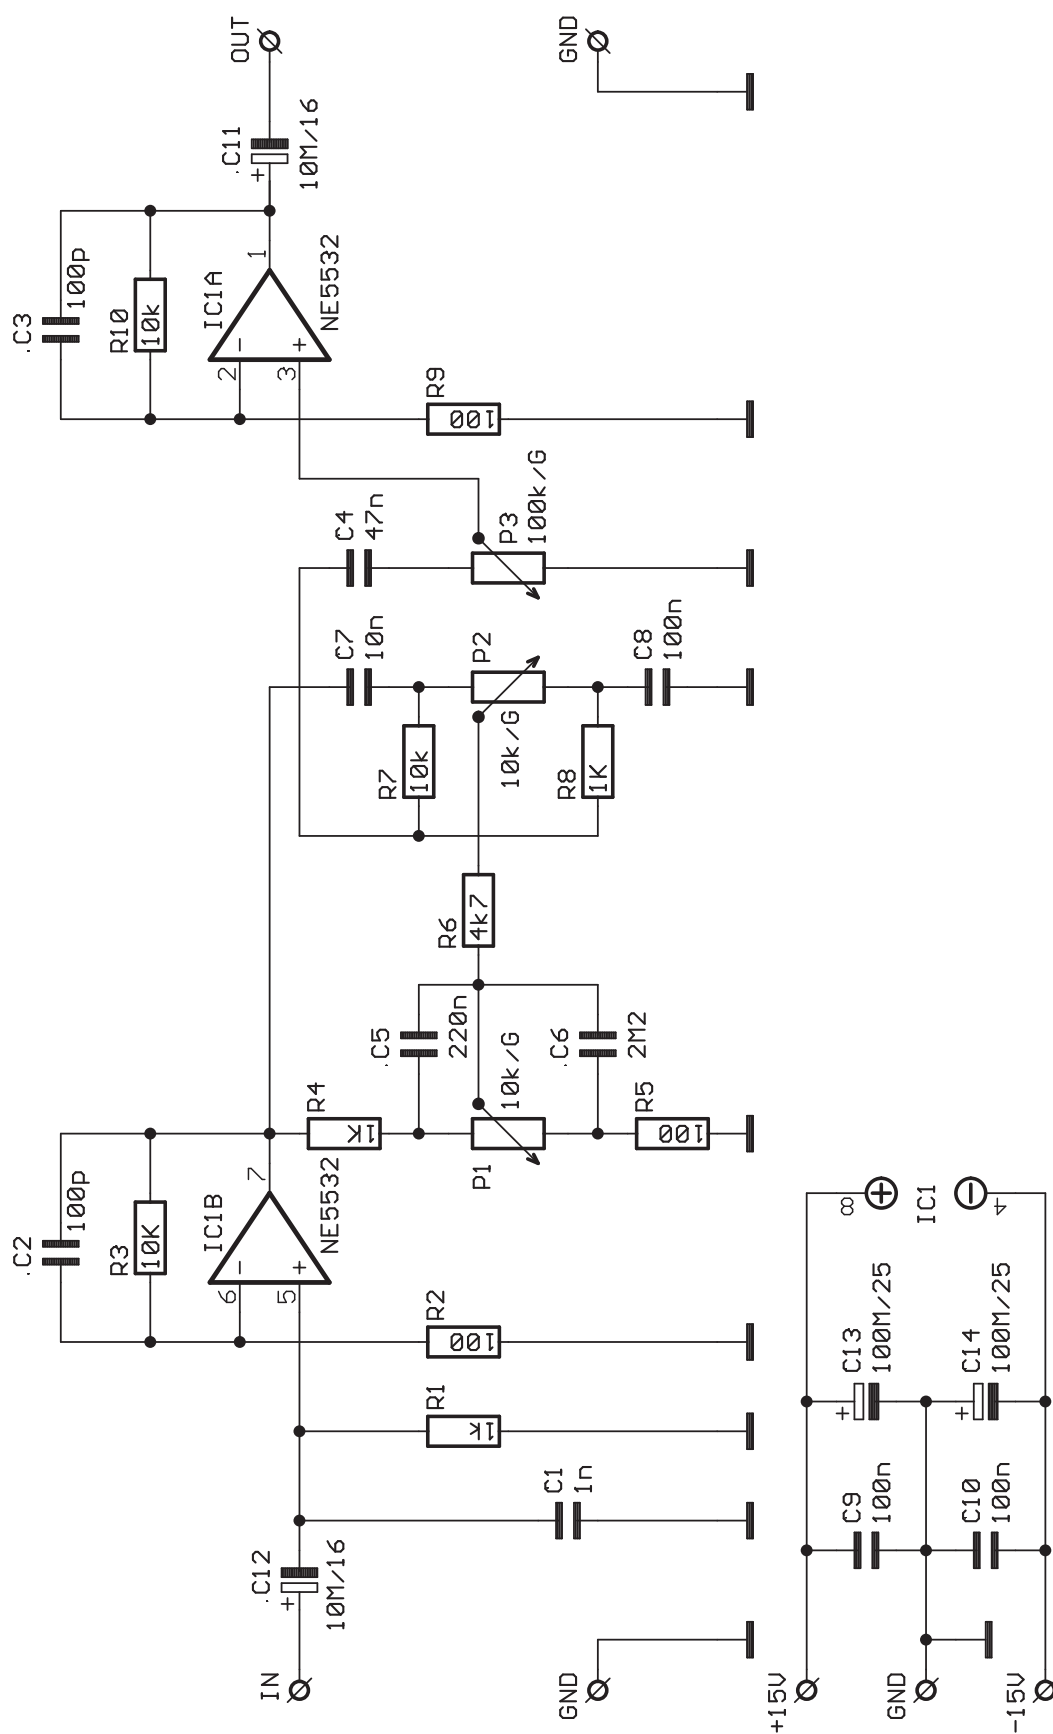 IN
.C12
10M/16
GND
C1
1n
R1
1k
R2
100
.C2
100p
R3
10K
6
5
7
IC1B
NE5532
R4
1K
P1
10k/G
R5
100
.C5
220n
.C6
2M2
R6
4k7
R7
10k
R8
1K
10k/G
P2
C7
10n
C8
100n
C4
47n
P3
100k/G
R9
100
.C3
100p
R10
10k
2
3
1
IC1A
NE5532
.C11
10M/16
OUT
GND
+15V
GND
-15V
C9
100n
C10
100n
C13
100M/25
C14
100M/25
8
IC1
4